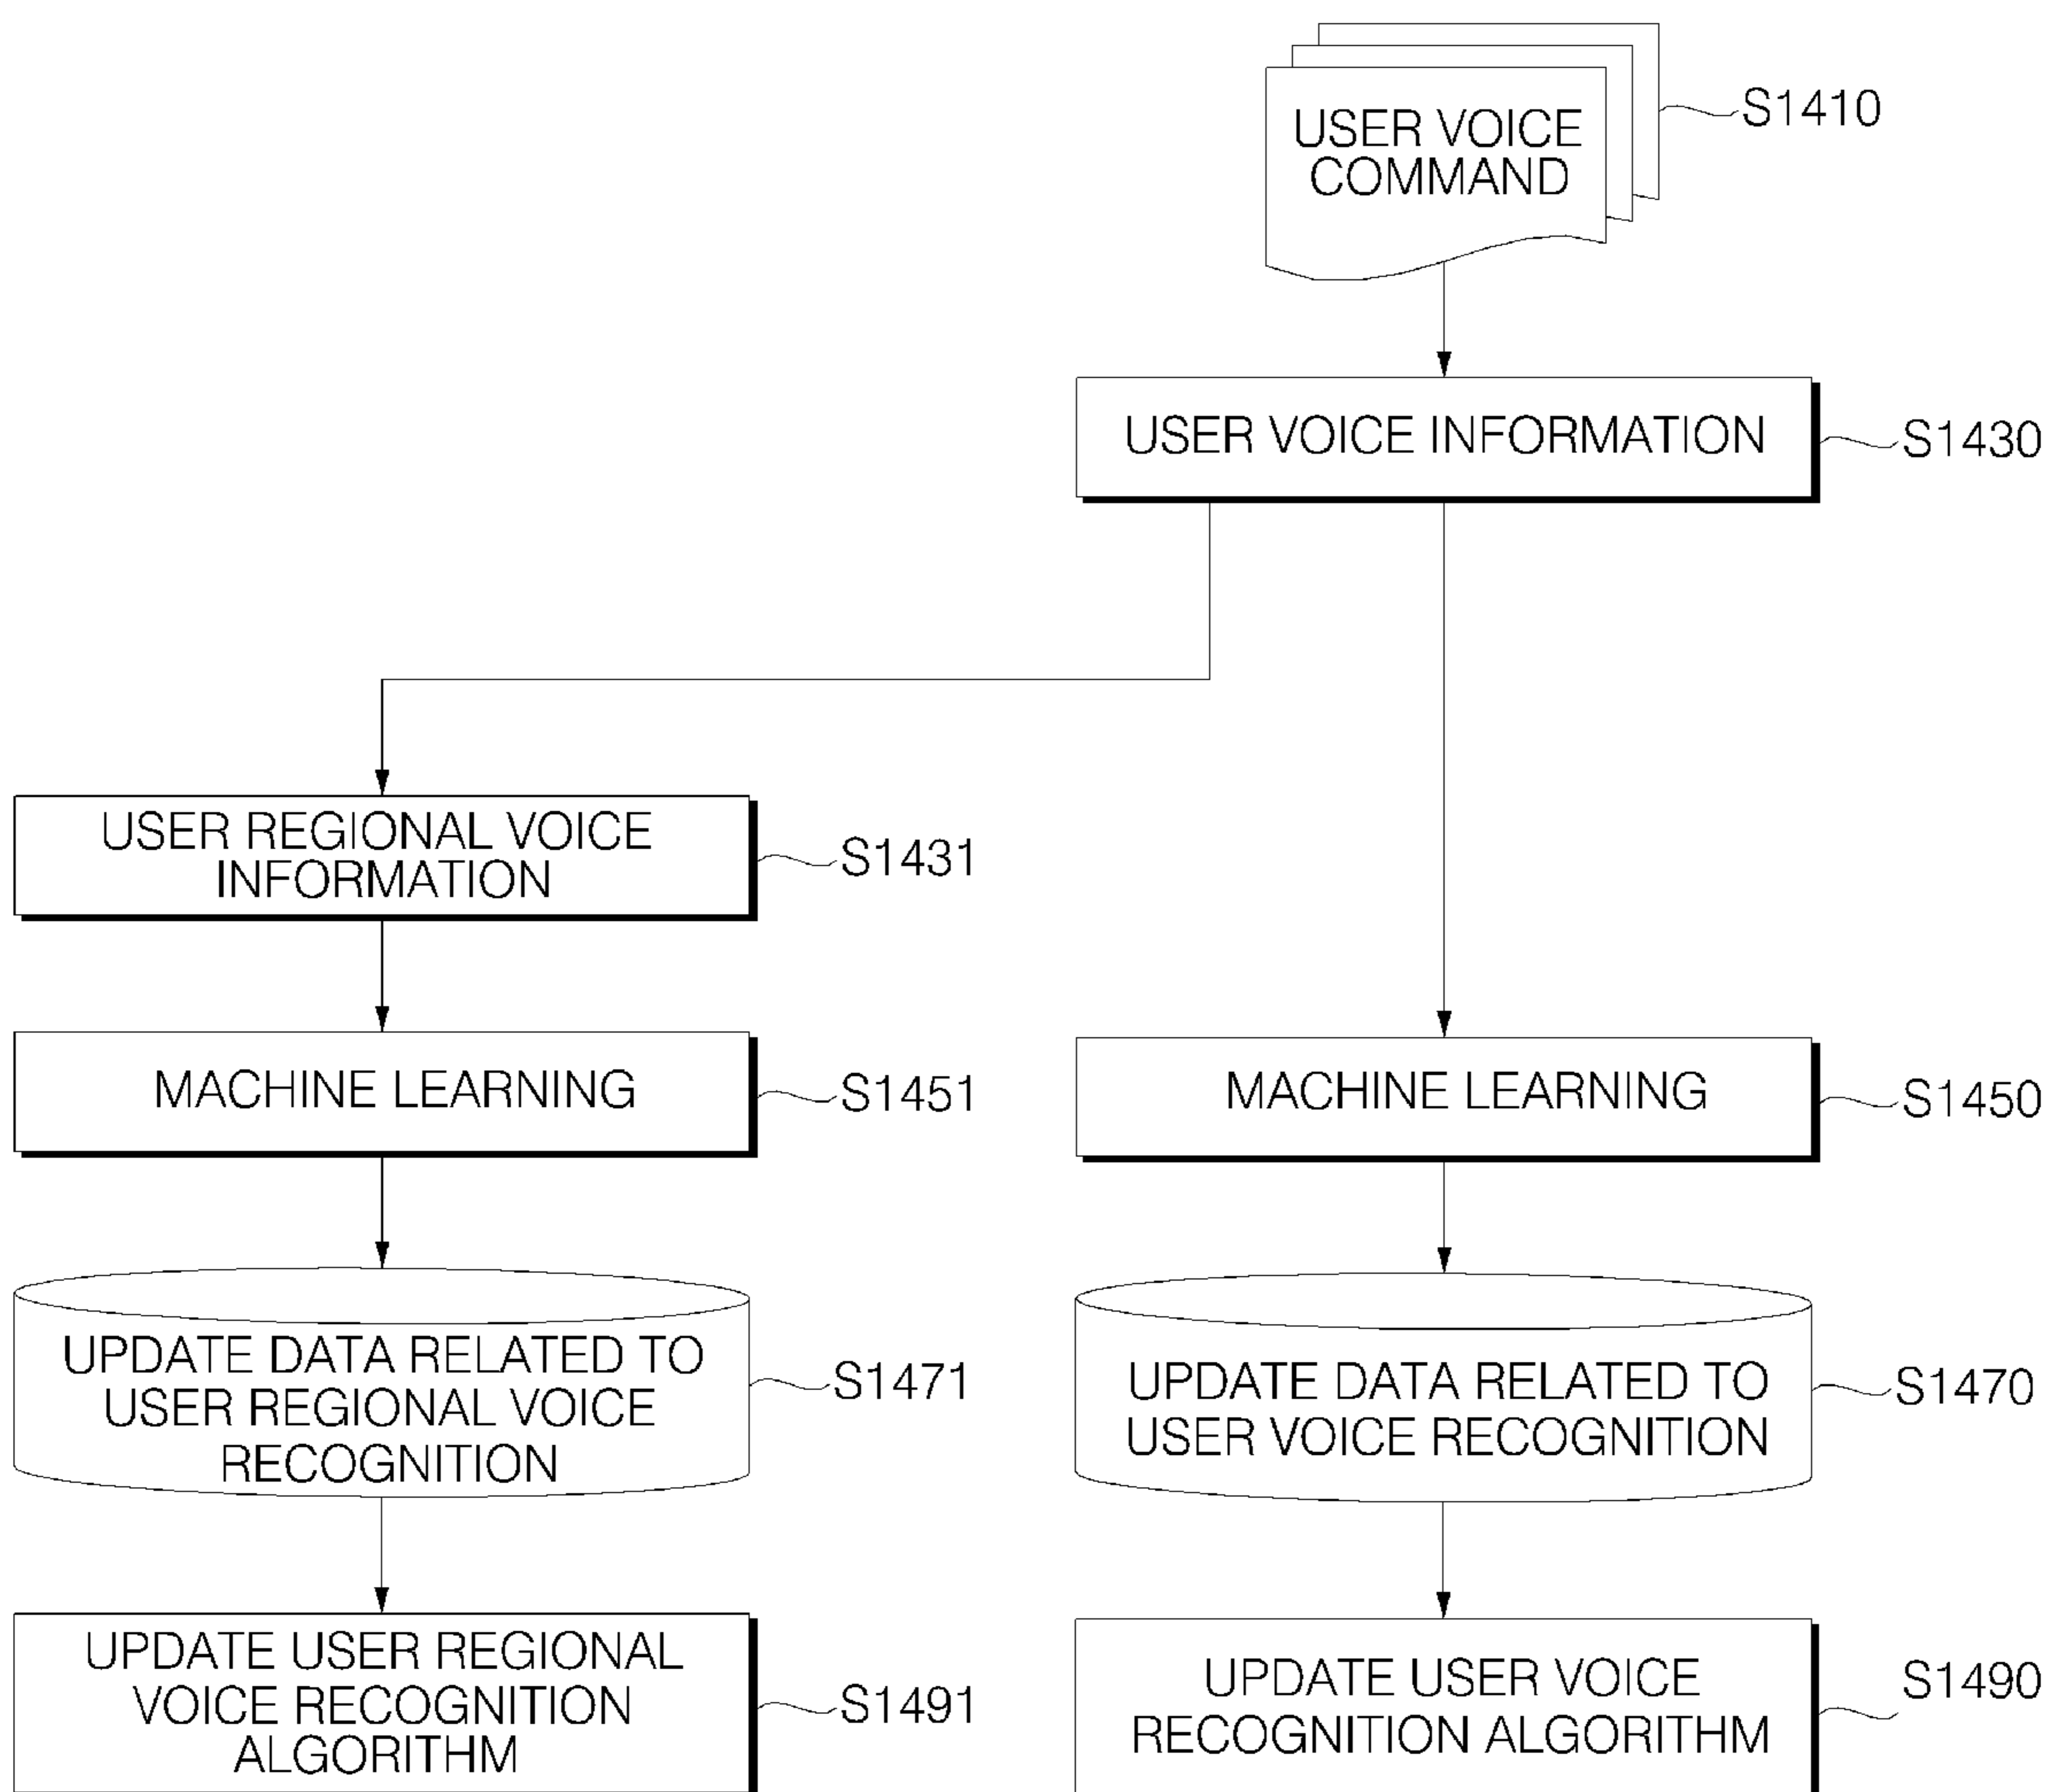 USER VOICE
COMMAND
S1410
USER VOICE INFORMATION
S1430
USER REGIONAL VOICE
INFORMATION
S1431
MACHINE LEARNING
S1451
MACHINE LEARNING
S1450
UPDATE DATA RELATED TO
USER REGIONAL VOICE
RECOGNITION
S1471
UPDATE DATA RELATED TO
USER VOICE RECOGNITION
S1470
UPDATE USER REGIONAL
VOICE RECOGNITION
ALGORITHM
S1491
UPDATE USER VOICE
RECOGNITION ALGORITHM
S1490